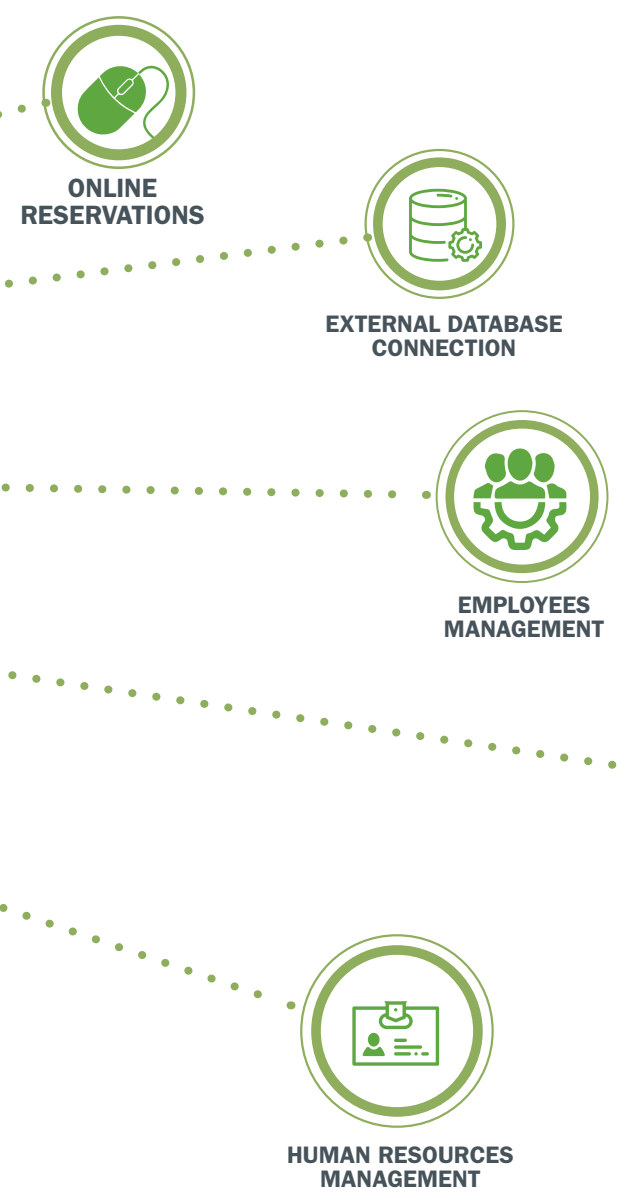 ONLINE
RESERVATIONS
EXTERNAL DATABASE
CONNECTION
EMPLOYEES
MANAGEMENT
HUMAN RESOURCES
MANAGEMENT